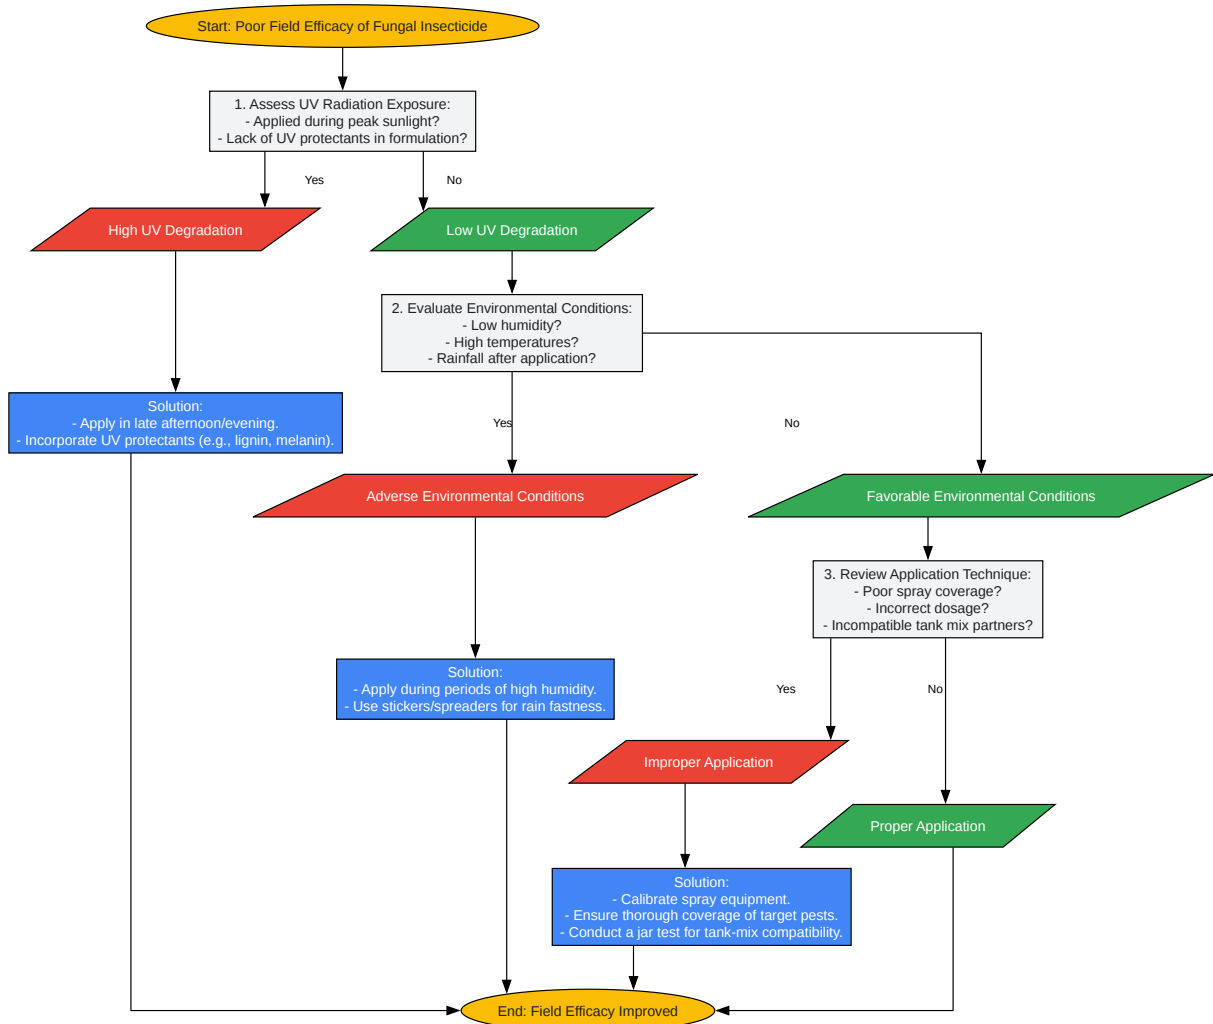 Start: Poor Field Efficacy of Fungal Insecticide
1. Assess UV Radiation Exposure:
- Applied during peak sunlight?
- Lack of UV protectants in formulation?
Yes
No
High UV Degradation
Low UV Degradation
2. Evaluate Environmental Conditions:
- Low humidity?
- High temperatures?
- Rainfall after application?
Solution:
- Apply in late afternoon/evening.
- Incorporate UV protectants (e.g., lignin, melanin).
Yes
No
Adverse Environmental Conditions
Favorable Environmental Conditions
3. Review Application Technique:
- Poor spray coverage?
- Incorrect dosage?
- Incompatible tank mix partners?
Solution:
- Apply during periods of high humidity.
- Use stickers/spreaders for rain fastness.
Yes
No
Improper Application
Proper Application
Solution:
- Calibrate spray equipment.
- Ensure thorough coverage of target pests.
- Conduct a jar test for tank-mix compatibility.
End: Field Efficacy Improved